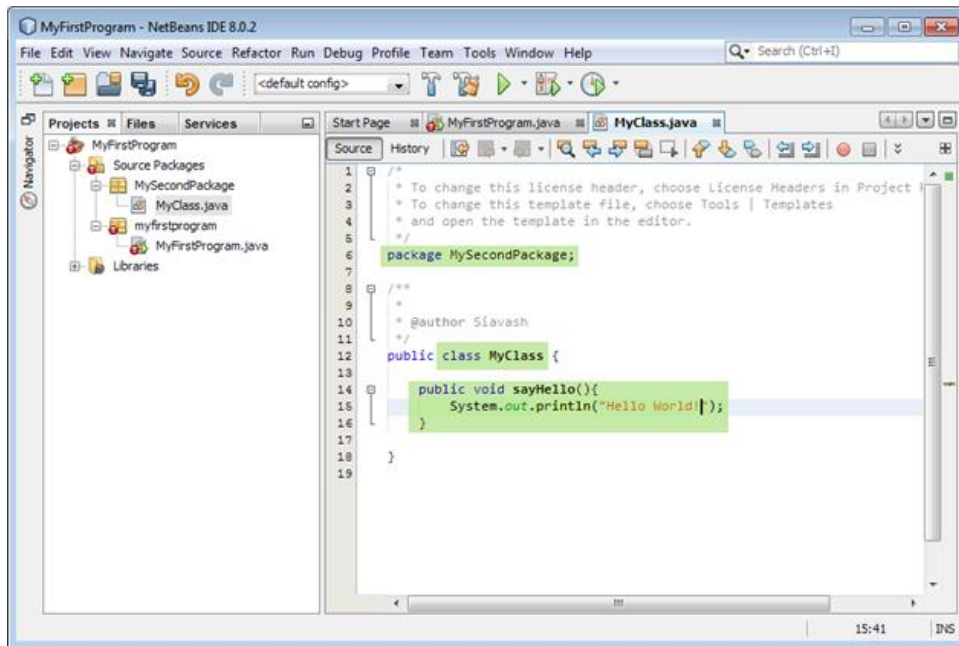 MyFirstProgram - NetBeans IDE 8.0.2
File Edit View Navigate Source Refactor Run Debug Profile Team Tools Window Help
Search (Ctrl+I)
<default config>
Navigator
Projects Files Services
MyFirstProgram
Source Packages
MySecondPackage
MyClass.java
myfirstprogram
MyFirstProgram.java
Libraries
Start Page MyFirstProgram.java MyClass.java
Source History
1 /*
2 * To change this license header, choose License Headers in Project
3 * To change this template file, choose Tools | Templates
4 * and open the template in the editor.
5 */
6 package MySecondPackage;
7
8 /**
9 *
10 * @author Siavash
11 */
12 public class MyClass {
13
14 public void sayHello(){
15 System.out.println("Hello World!");
16 }
17
18 }
19
15:41 INS